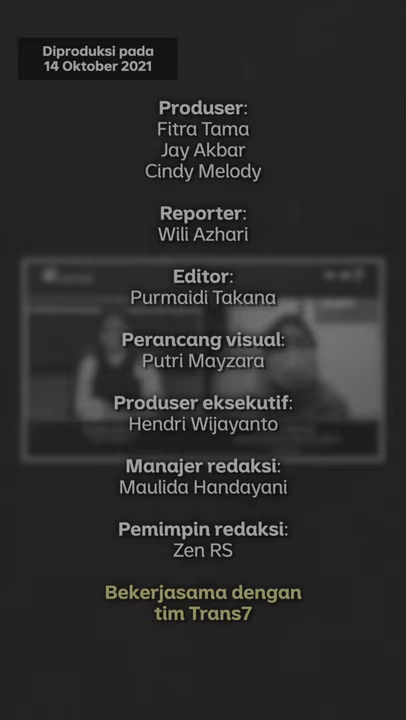 Diproduksi pada
14 Oktober 2021
Produser:
Fitra Tama
Jay Akbar
Cindy Melody
Reporter:
Wili Azhari
Editor:
Purmaidi Takana
Perancang visual:
Putri Mayzara
Produser eksekutif:
Hendri Wijayanto
Manajer redaksi:
Maulida Handayani
Pemimpin redaksi:
Zen RS
Bekerjasama dengan
tim Trans7